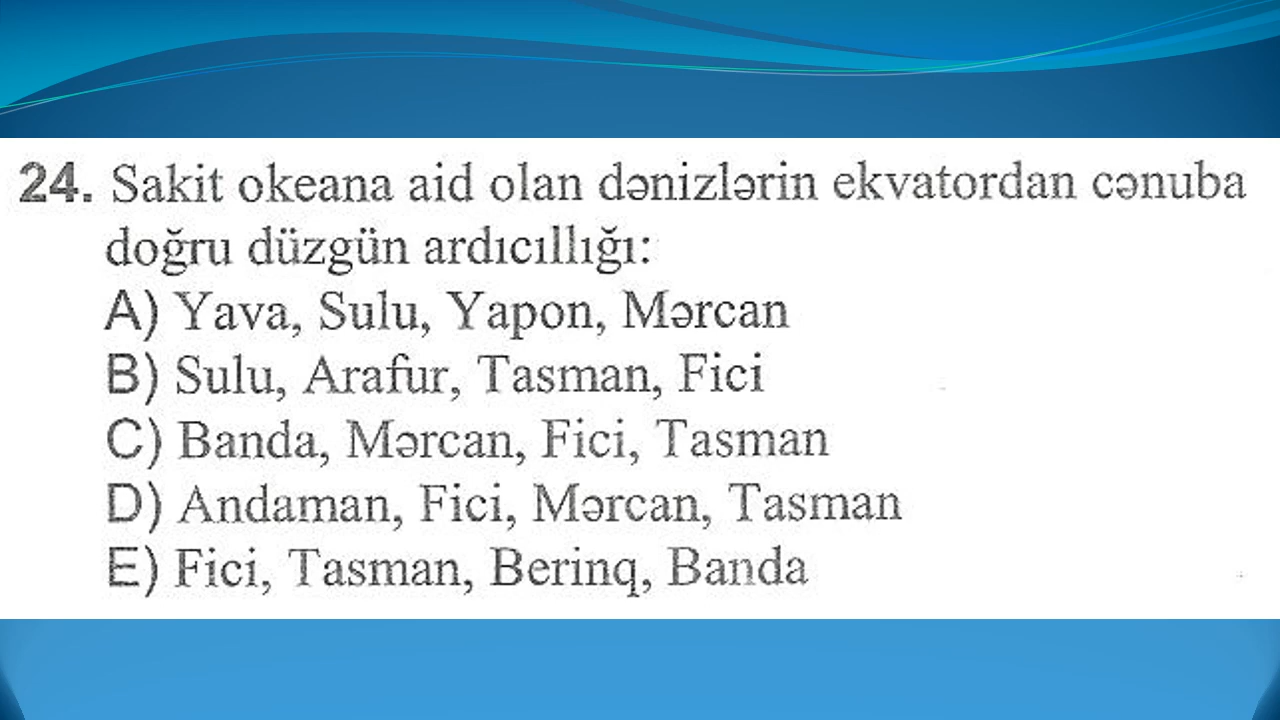 24. Sakit okeana aid olan dənizlərin ekvatordan cənuba
doğru düzgün ardıcıllığı:
A) Yava, Sulu, Yapon, Mərcan
B) Sulu, Arafur, Tasman, Fici
C) Banda, Mərcan, Fici, Tasman
D) Andaman, Fici, Mərcan, Tasman
E) Fici, Tasman, Berinq, Banda